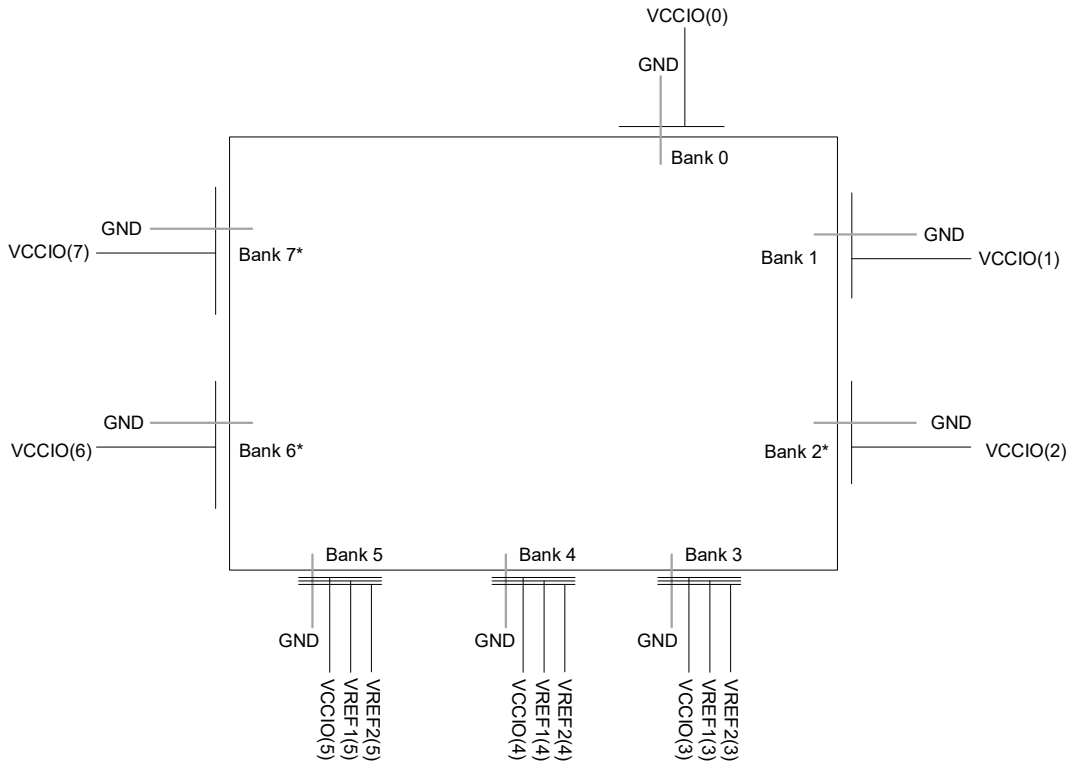 VCCIO(0)
GND
Bank 0
GND
VCCIO(7)
Bank 7*
Bank 1
GND
VCCIO(1)
GND
VCCIO(6)
Bank 6*
Bank 2*
GND
VCCIO(2)
Bank 5
Bank 4
Bank 3
GND
GND
GND
VCCIO(5)
VREF1(5)
VREF2(5)
VCCIO(4)
VREF1(4)
VREF2(4)
VCCIO(3)
VREF1(3)
VREF2(3)